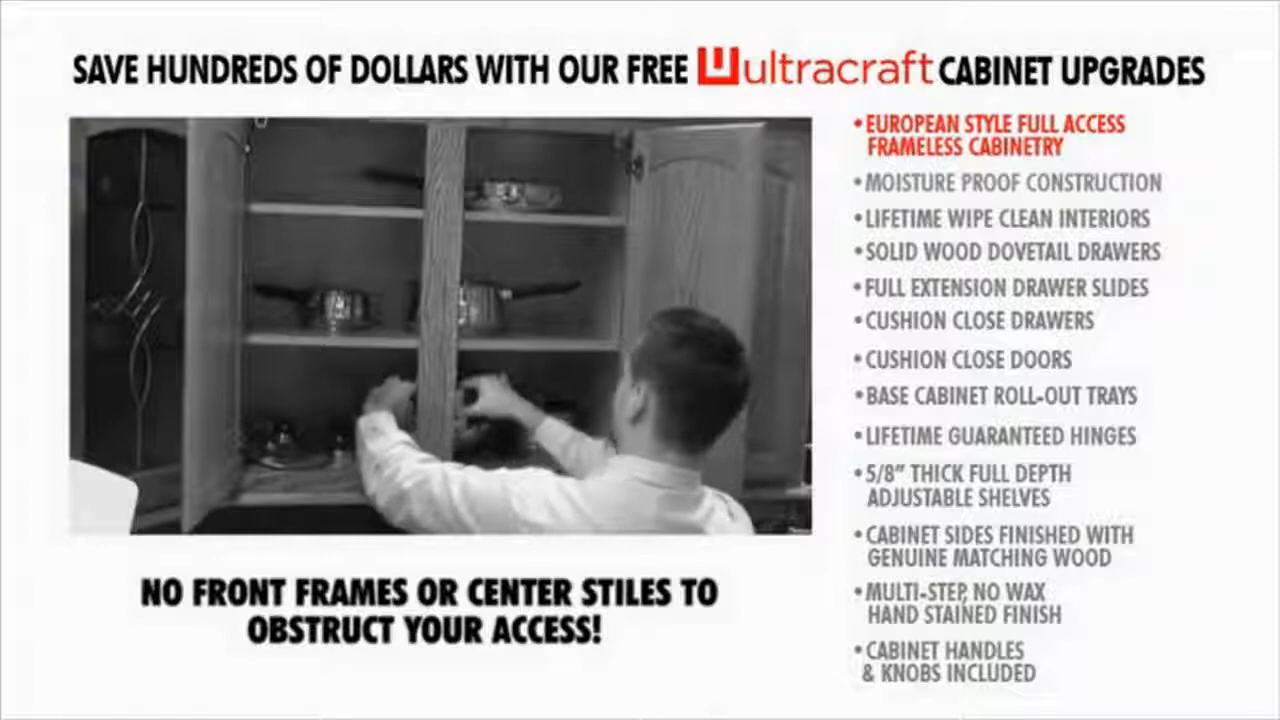 SAVE HUNDREDS OF DOLLARS WITH OUR FREE ultracraft CABINET UPGRADES
•EUROPEAN STYLE FULL ACCESS
FRAMELESS CABINETRY
•MOISTURE PROOF CONSTRUCTION
•LIFETIME WIPE CLEAN INTERIORS
•SOLID WOOD DOVETAIL DRAWERS
•FULL EXTENSION DRAWER SLIDES
•CUSHION CLOSE DRAWERS
•CUSHION CLOSE DOORS
•BASE CABINET ROLL-OUT TRAYS
•LIFETIME GUARANTEED HINGES
•5/8" THICK FULL DEPTH
ADJUSTABLE SHELVES
•CABINET SIDES FINISHED WITH
GENUINE MATCHING WOOD
•MULTI-STEP, NO WAX
HAND STAINED FINISH
•CABINET HANDLES
& KNOBS INCLUDED
NO FRONT FRAMES OR CENTER STILES TO
OBSTRUCT YOUR ACCESS!